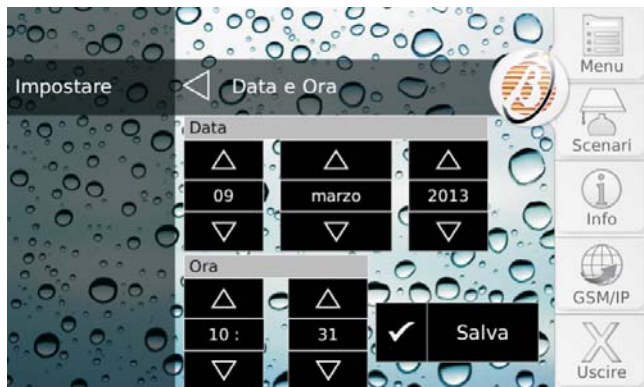 Impostare
Data e Ora
Data
09 marzo 2013
Ora
10 : 31
Salva
Menu
Scenari
Info
GSM/IP
Uscire